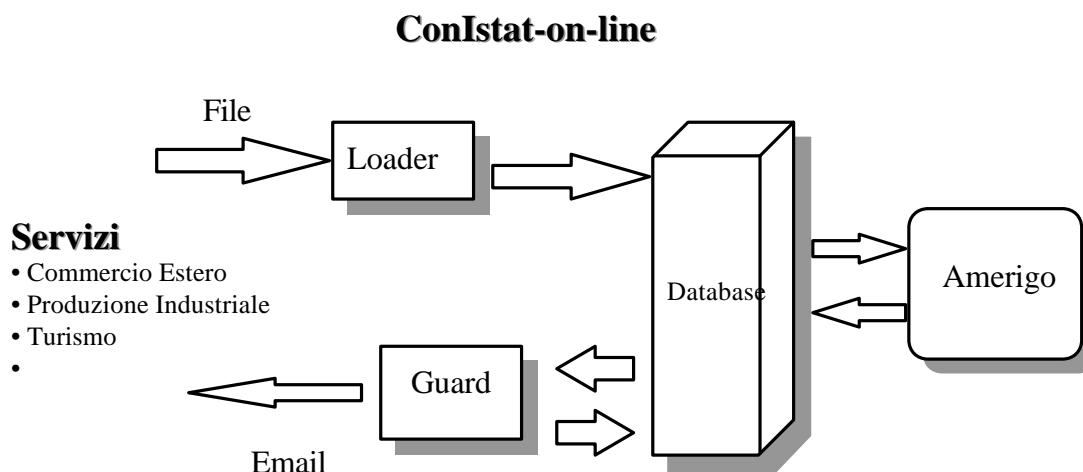 ConIstat-on-line
File
Loader
Servizi
• Commercio Estero
• Produzione Industriale
• Turismo
•
Database
Amerigo
Guard
Email